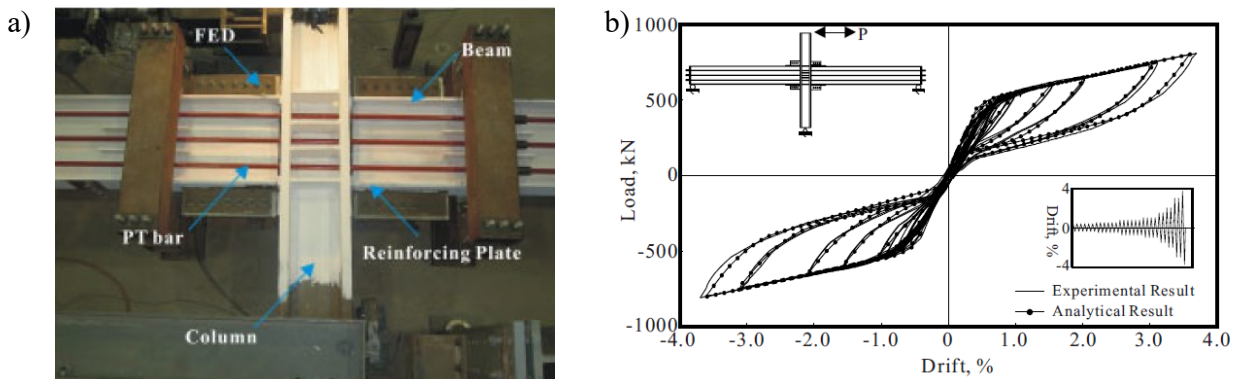 a)
FED
Beam
PT bar
Reinforcing Plate
Column
b)
1000
500
0
-500
-1000
Load, kN
P
4
0
-4
Drift, %
Experimental Result
Analytical Result
-4.0 -3.0 -2.0 -1.0 0.0 1.0 2.0 3.0 4.0
Drift, %